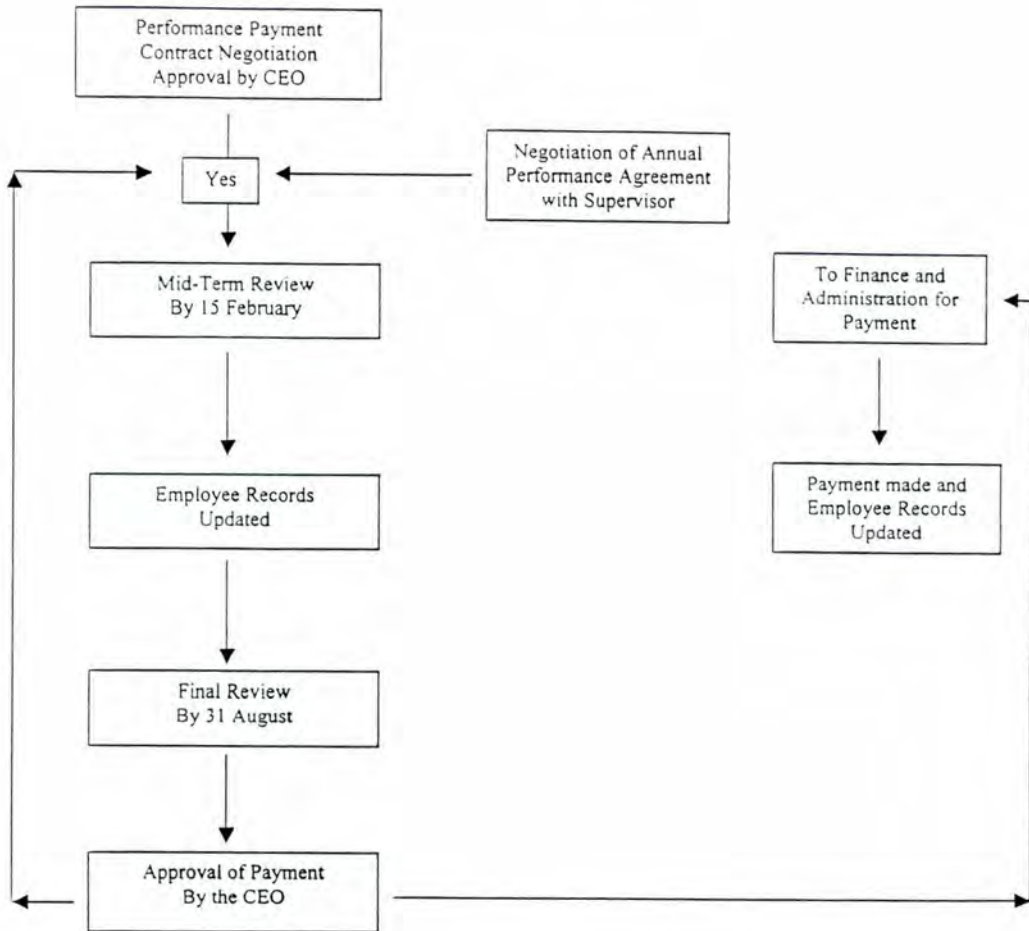 Performance Payment
Contract Negotiation
Approval by CEO
Yes
Negotiation of Annual
Performance Agreement
with Supervisor
Mid-Term Review
By 15 February
To Finance and
Administration for
Payment
Employee Records
Updated
Payment made and
Employee Records
Updated
Final Review
By 31 August
Approval of Payment
By the CEO